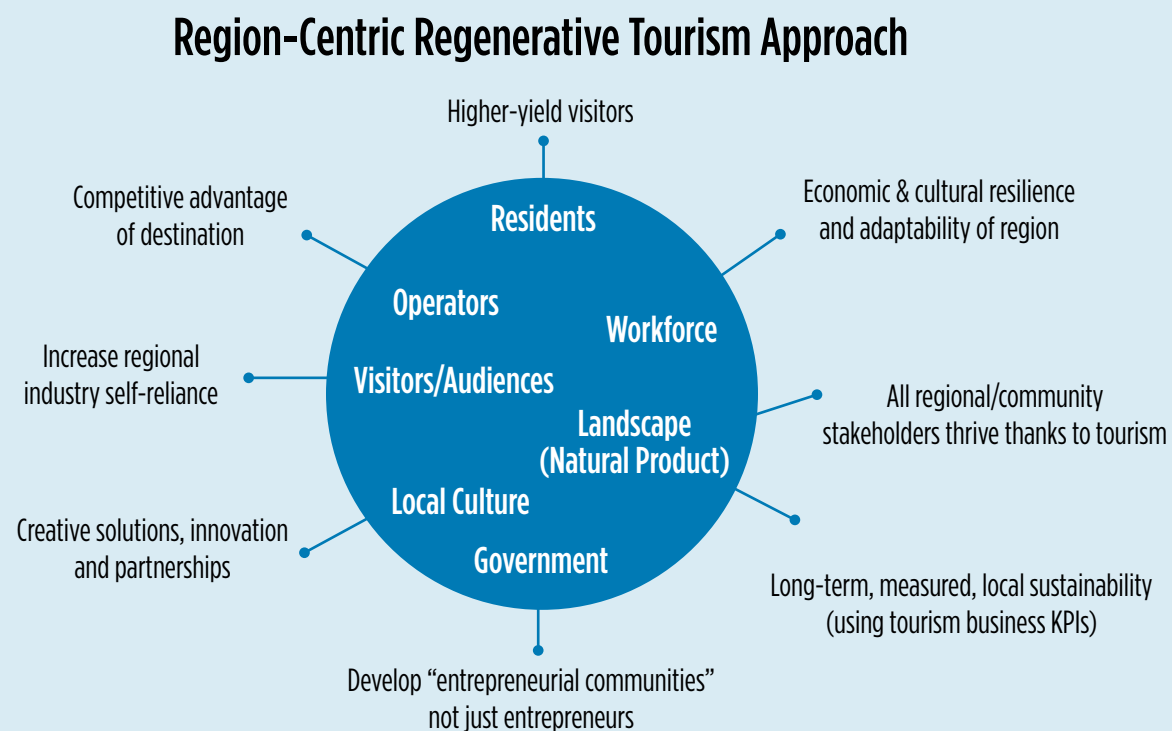 Region-Centric Regenerative Tourism Approach
Higher-yield visitors
Competitive advantage
of destination
Economic & cultural resilience
and adaptability of region
Residents
Operators
Workforce
Increase regional
industry self-reliance
Visitors/Audiences
All regional/community
stakeholders thrive thanks to tourism
Landscape
(Natural Product)
Local Culture
Creative solutions, innovation
and partnerships
Government
Long-term, measured, local sustainability
(using tourism business KPIs)
Develop “entrepreneurial communities”
not just entrepreneurs